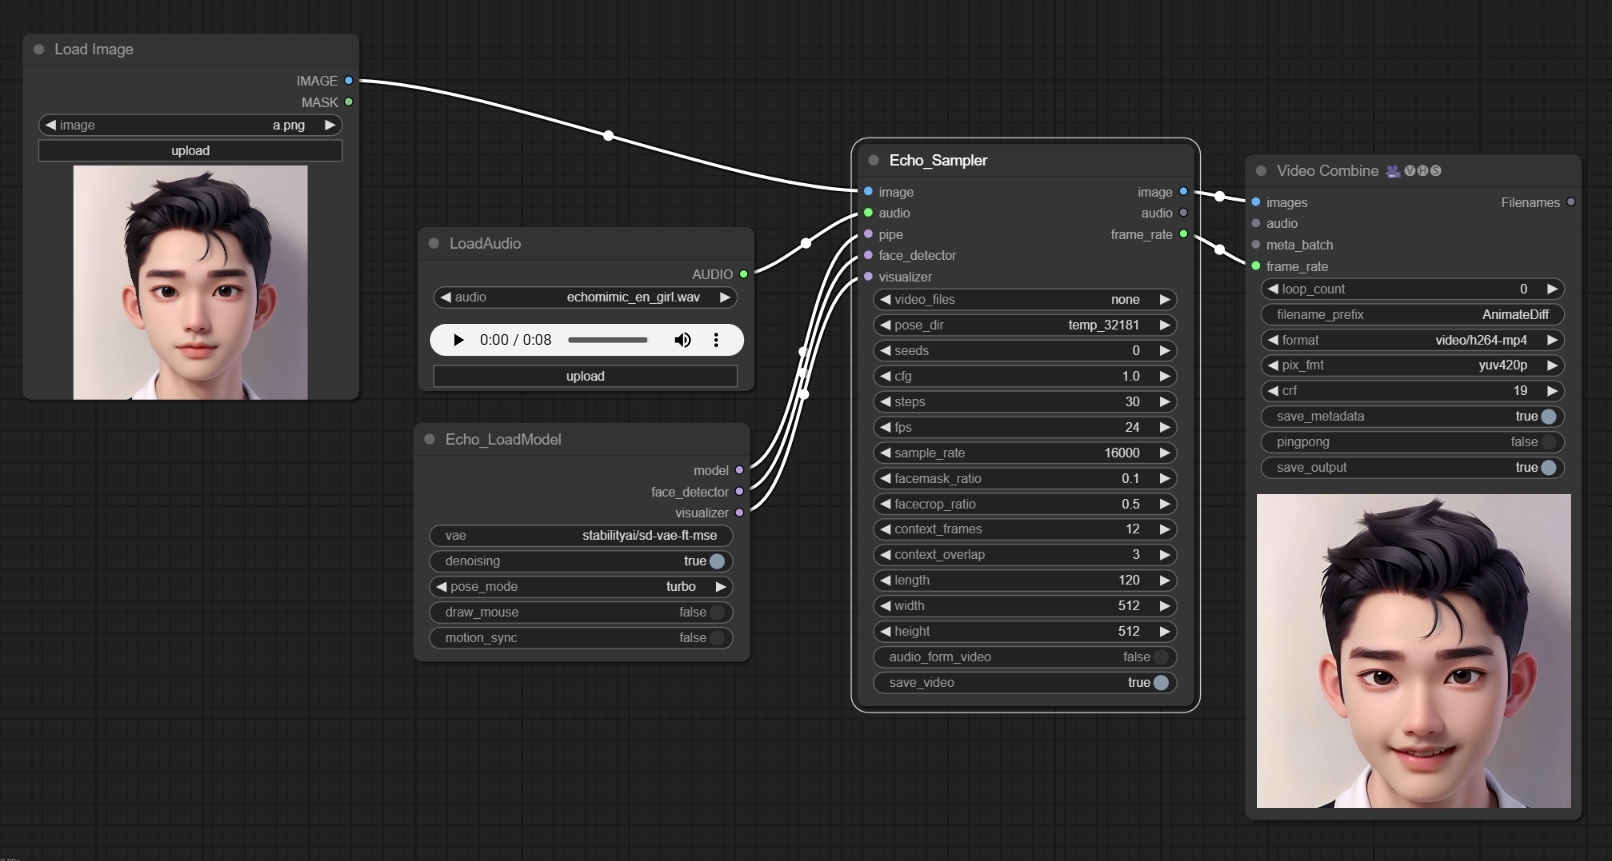 Load Image
IMAGE
MASK
image a.png
upload
LoadAudio
AUDIO
audio echomimic_en_girl.wav
0:00 / 0:08
upload
Echo_LoadModel
model
face_detector
visualizer
vae stabilityai/sd-vae-ft-mse
denoising true
pose_mode turbo
draw_mouse false
motion_sync false
Echo_Sampler
image image
audio audio
pipe frame_rate
face_detector
visualizer
video_files none
pose_dir temp_32181
seeds 0
cfg 1.0
steps 30
fps 24
sample_rate 16000
facemask_ratio 0.1
facecrop_ratio 0.5
context_frames 12
context_overlap 3
length 120
width 512
height 512
audio_form_video false
save_video true
Video Combine 🎥🅥🅗🅢
images Filenames
audio
meta_batch
frame_rate
loop_count 0
filename_prefix AnimateDiff
format video/h264-mp4
pix_fmt yuv420p
crf 19
save_metadata true
pingpong false
save_output true